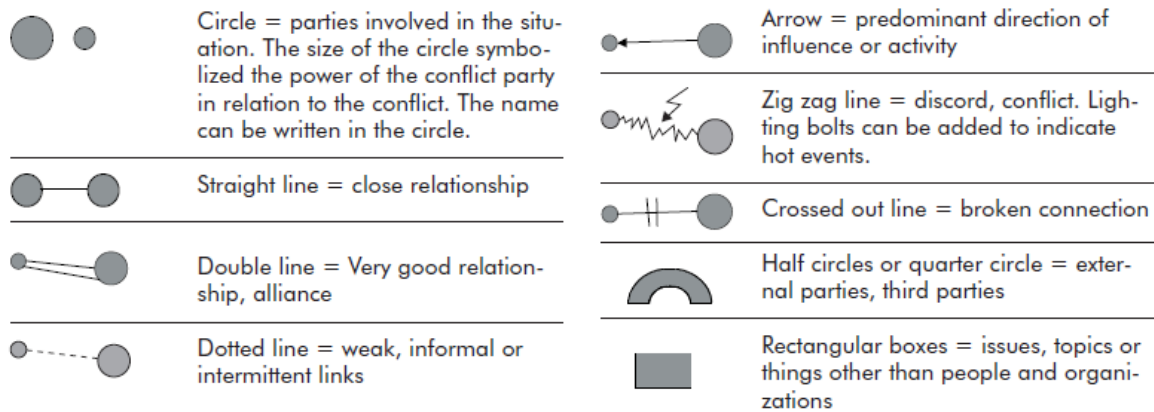 Circle = parties involved in the situ-
ation. The size of the circle symbo-
lized the power of the conflict party
in relation to the conflict. The name
can be written in the circle.
Straight line = close relationship
Double line = Very good relation-
ship, alliance
Dotted line = weak, informal or
intermittent links
Arrow = predominant direction of
influence or activity
Zig zag line = discord, conflict. Ligh-
ting bolts can be added to indicate
hot events.
Crossed out line = broken connection
Half circles or quarter circle = exter-
nal parties, third parties
Rectangular boxes = issues, topics or
things other than people and organi-
zations